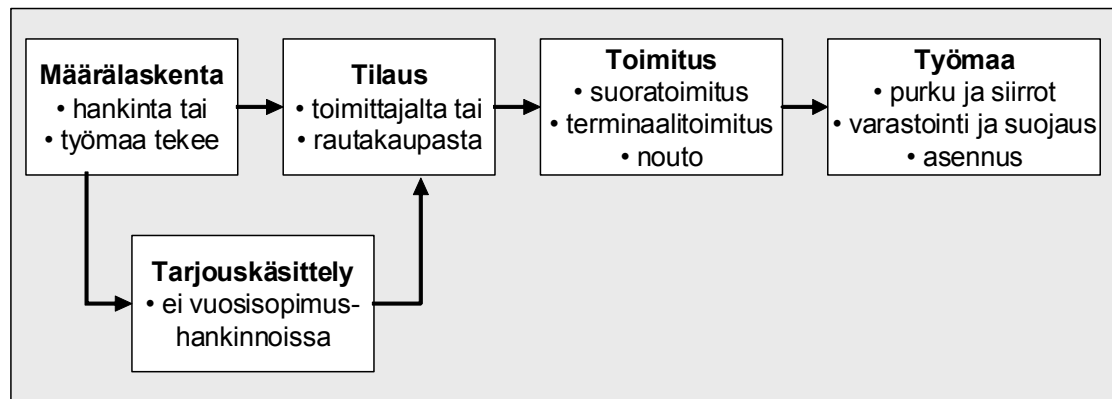 Määrälaskenta
• hankinta tai
• työmaa tekee
Tilaus
• toimittajalta tai
• rautakaupasta
Toimitus
• suoratoimitus
• terminaalitoimitus
• nouto
Työmaa
• purku ja siirrot
• varastointi ja suojaus
• asennus
Tarjouskäsittely
• ei vuosisopimus-
hankinnoissa